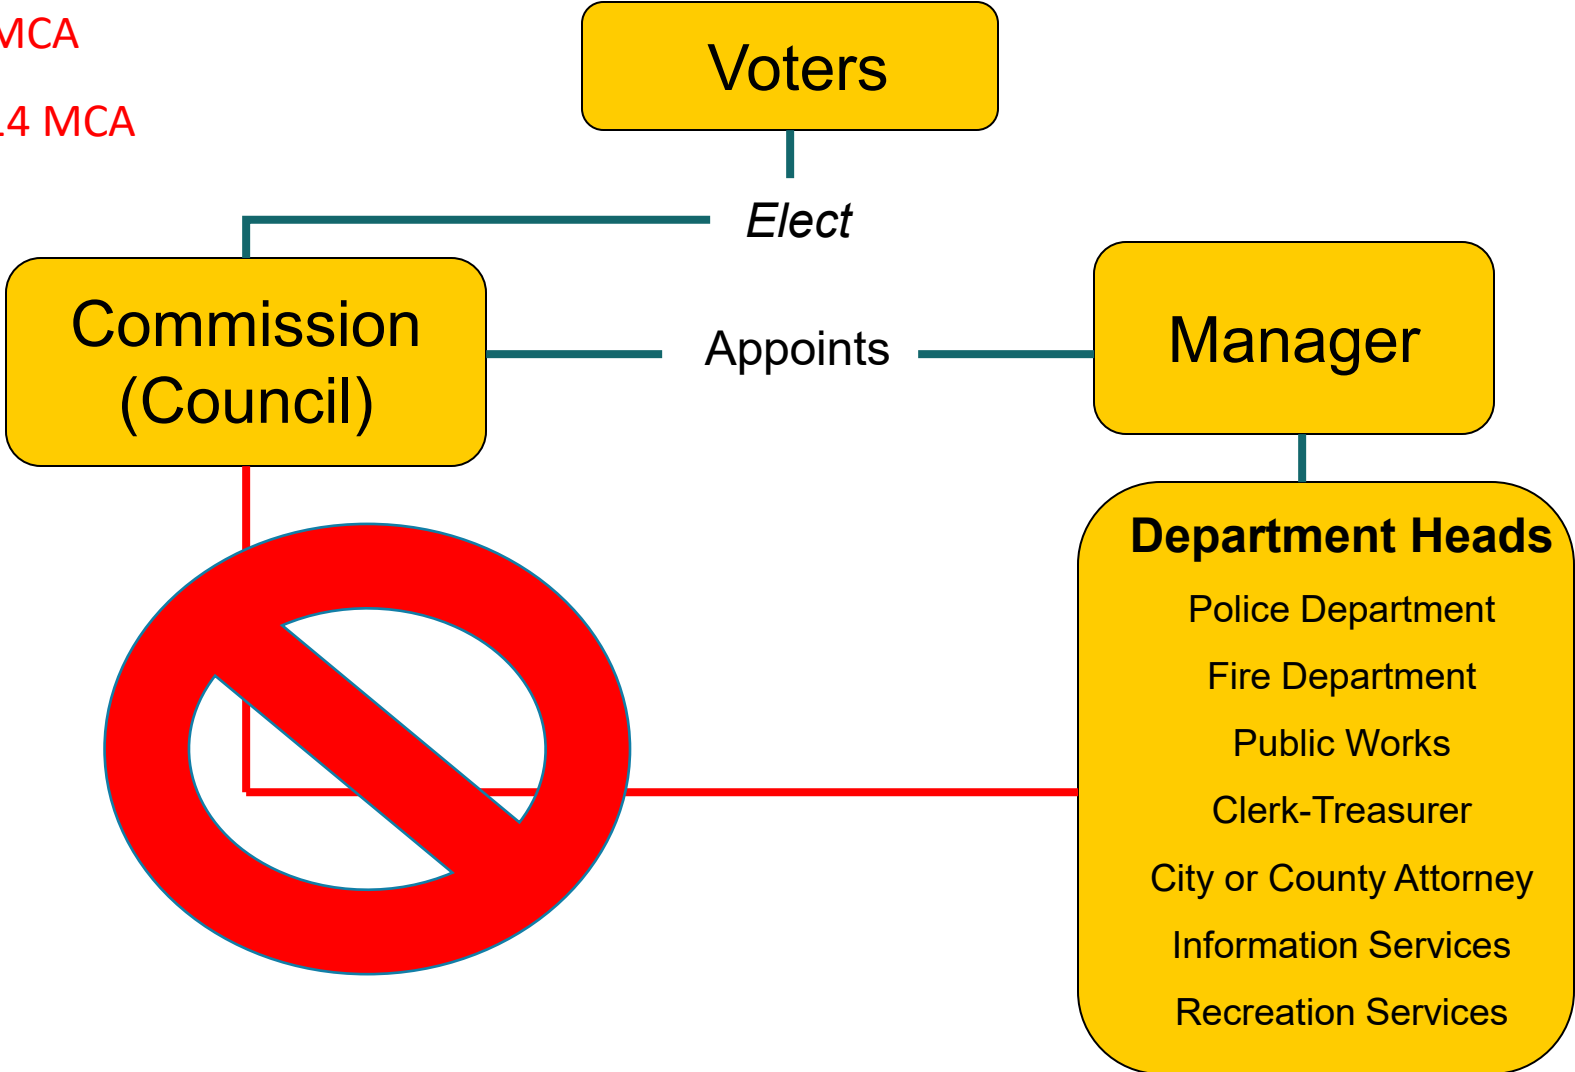 MCA
14 MCA
Voters
Elect
Commission
(Council)
Appoints
Manager
Department Heads
Police Department
Fire Department
Public Works
Clerk-Treasurer
City or County Attorney
Information Services
Recreation Services